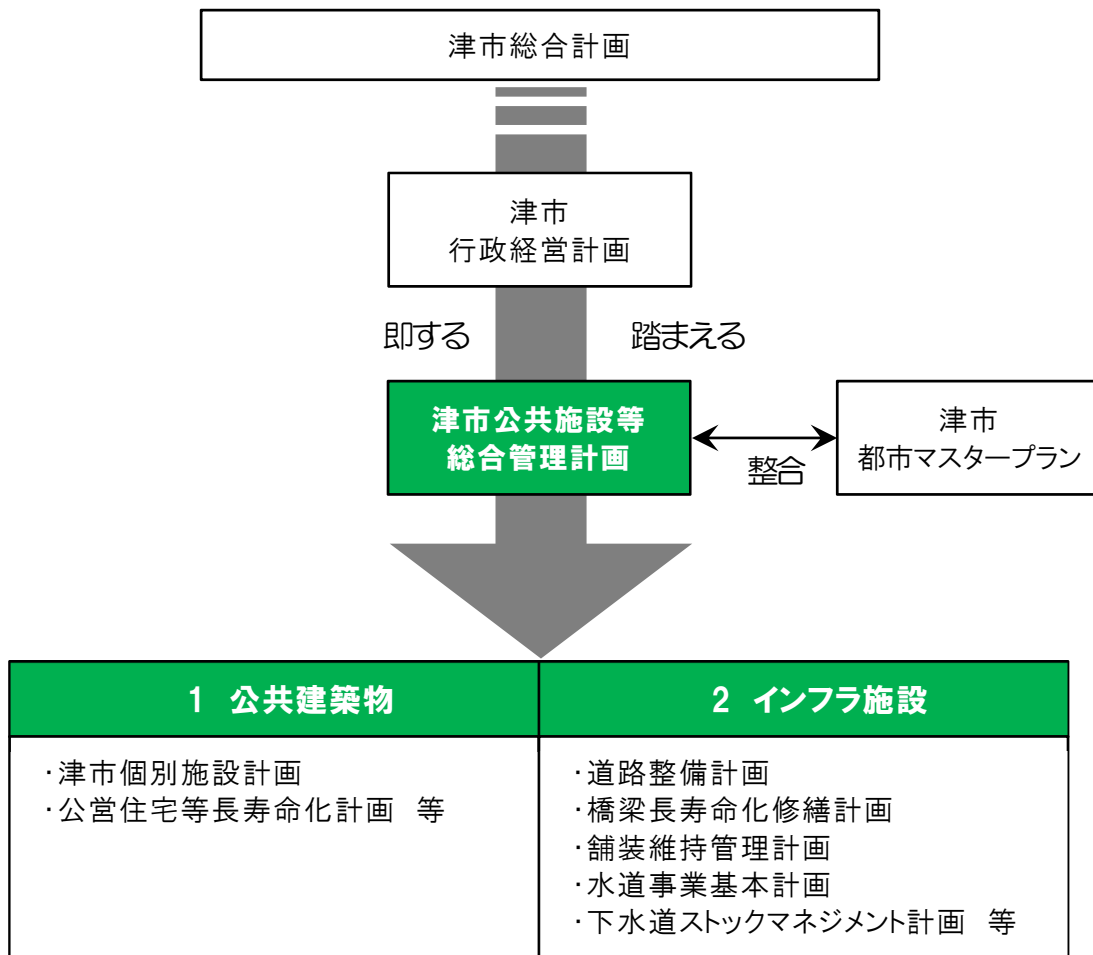 津市総合計画
津市
行政経営計画
即する
踏まえる
津市公共施設等
総合管理計画
整合
津市
都市マスタープラン
1 公共建築物
・津市個別施設計画
・公営住宅等長寿命化計画 等
2 インフラ施設
・道路整備計画
・橋梁長寿命化修繕計画
・舗装維持管理計画
・水道事業基本計画
・下水道ストックマネジメント計画 等